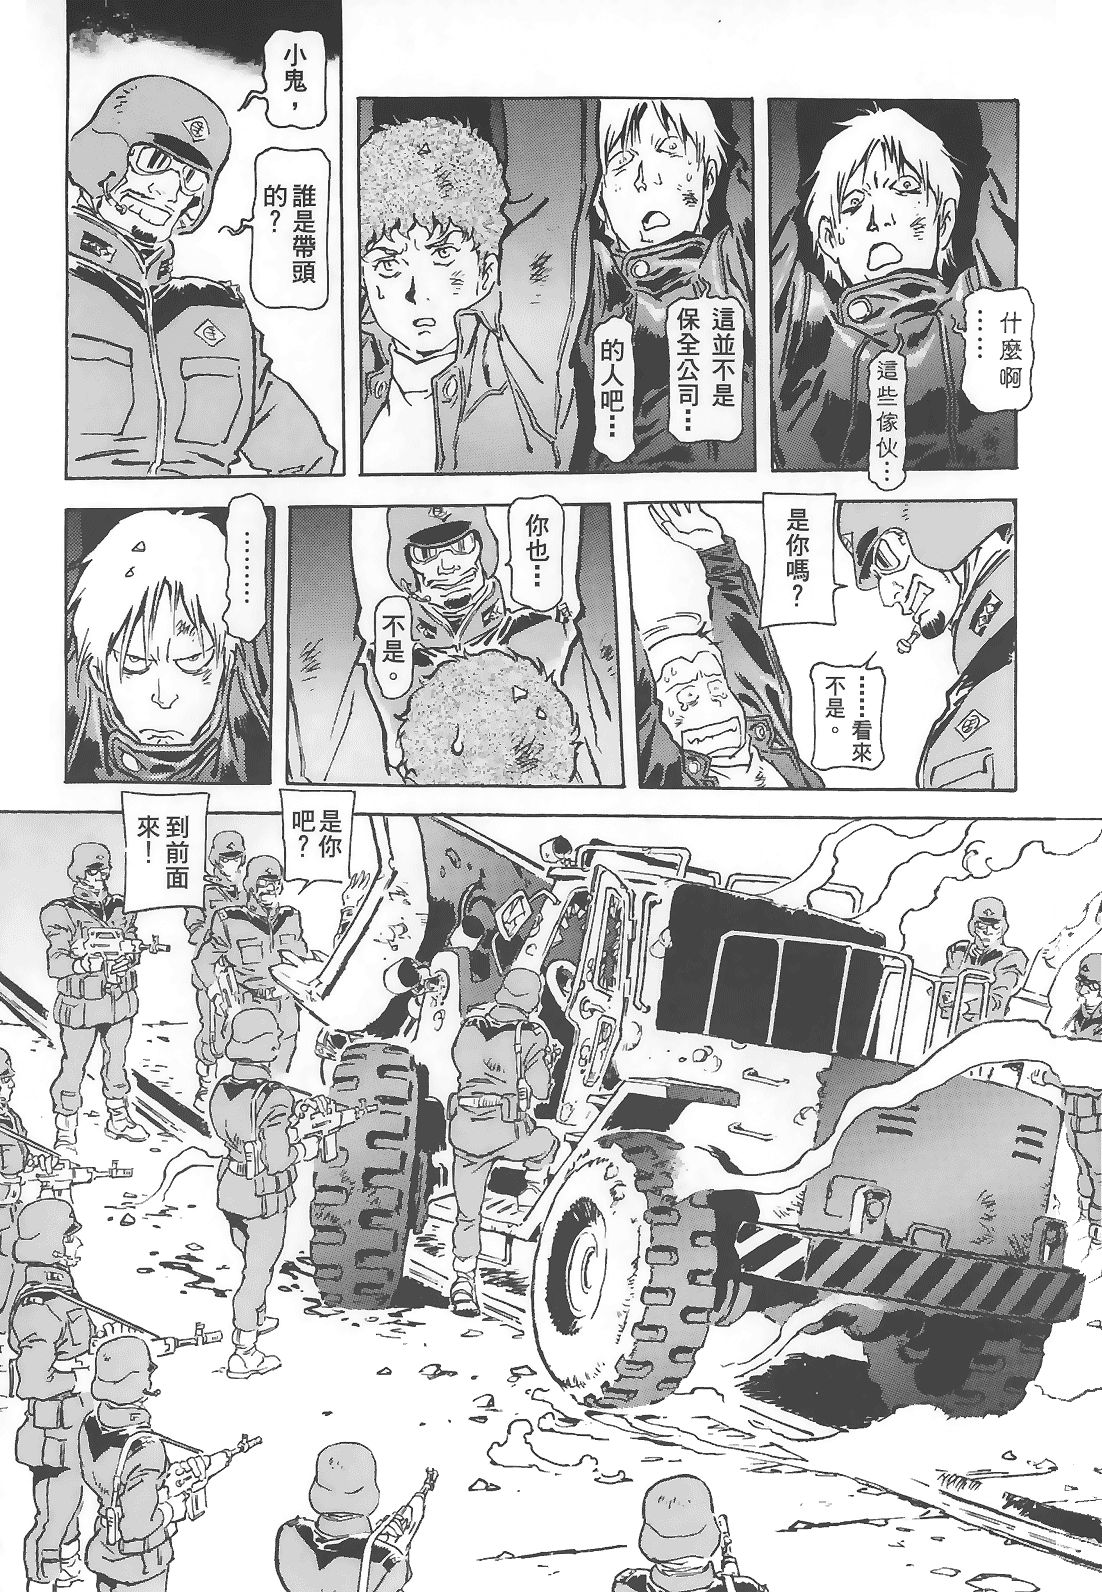 什麼啊
……
這些傢伙…
這並不是
保全公司…
的人吧…
小鬼，
誰是帶頭
的？
是你嗎？
……看來
不是。
你也…
不是。
………
是你
吧？
到前面
來！